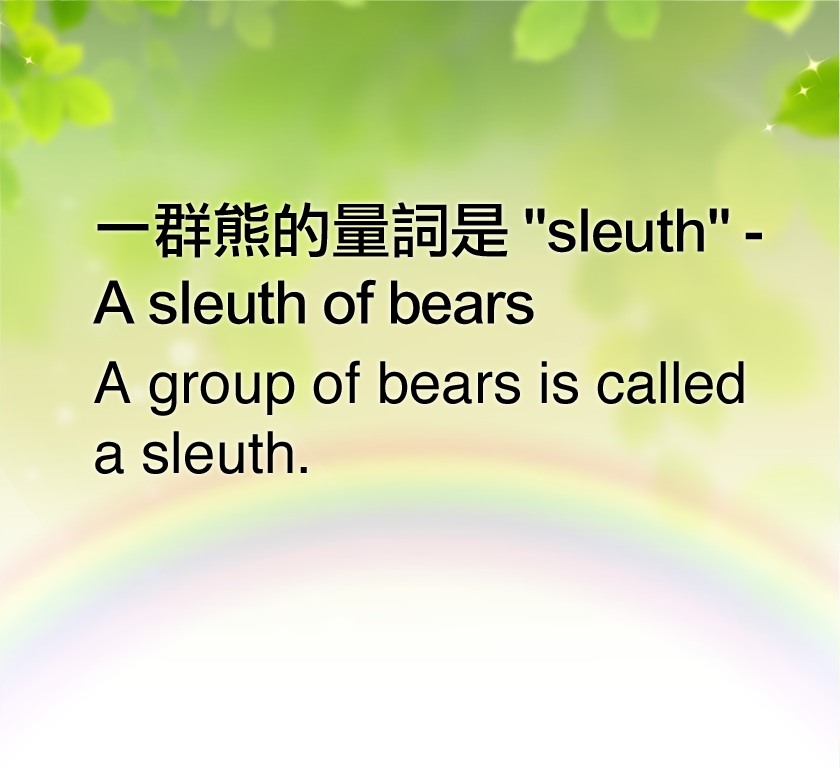 一群熊的量詞是 "sleuth" -
A sleuth of bears
A group of bears is called
a sleuth.